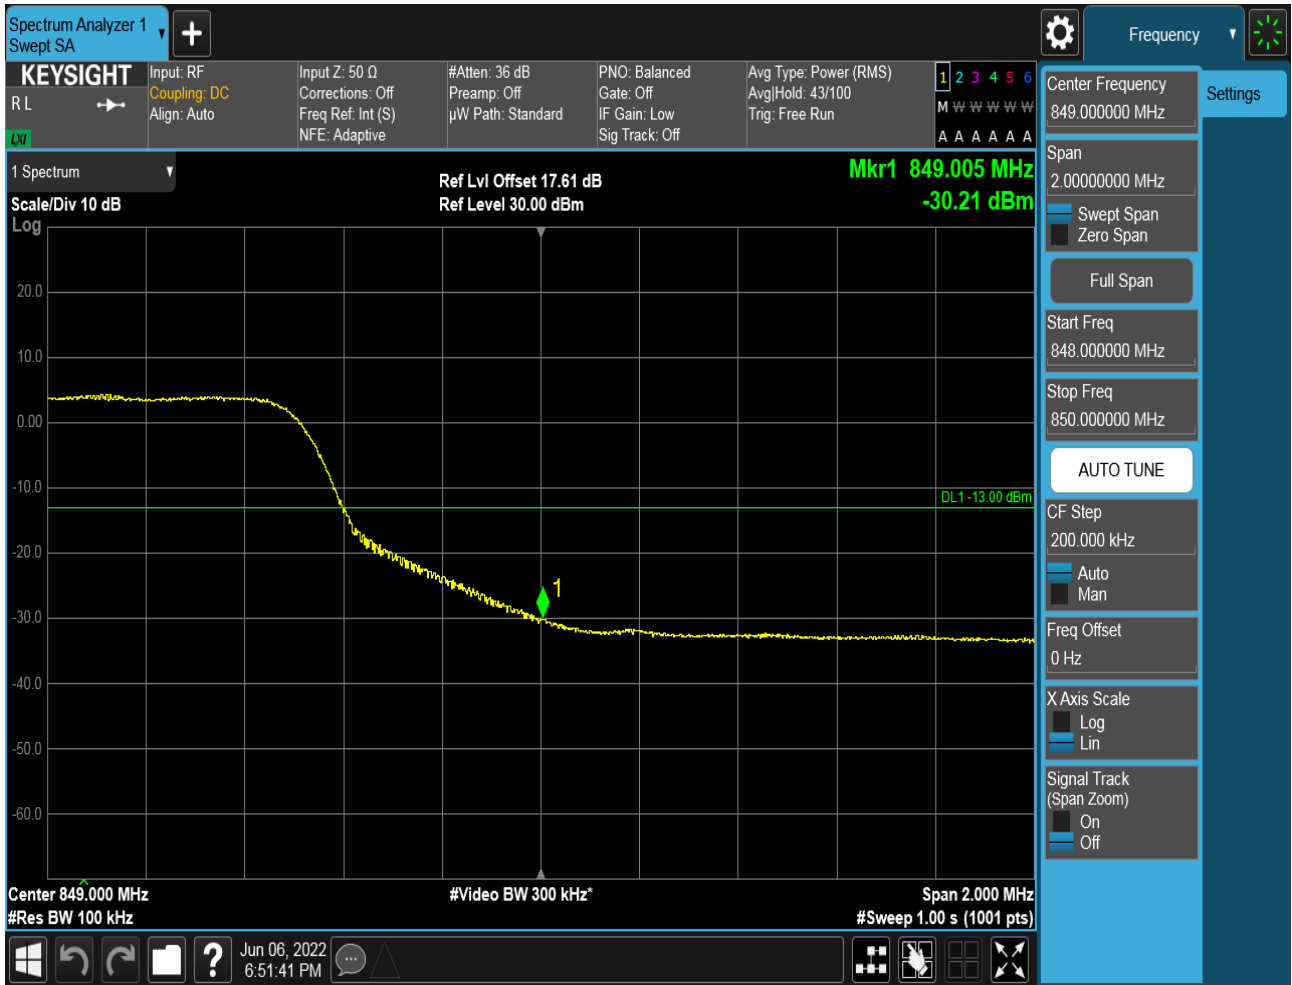 Spectrum Analyzer 1
Swept SA
+
Frequency
KEYSIGHT
R L
LXI
Input: RF
Coupling: DC
Align: Auto
Input Z: 50 Ω
Corrections: Off
Freq Ref: Int (S)
NFE: Adaptive
#Atten: 36 dB
Preamp: Off
µW Path: Standard
PNO: Balanced
Gate: Off
IF Gain: Low
Sig Track: Off
Avg Type: Power (RMS)
Avg|Hold: 43/100
Trig: Free Run
1 2 3 4 5 6
M W W W W W
A A A A A A
1 Spectrum
Scale/Div 10 dB
Log
Ref Lvl Offset 17.61 dB
Ref Level 30.00 dBm
Mkr1 849.005 MHz
-30.21 dBm
20.0
10.0
0.00
-10.0
-20.0
-30.0
-40.0
-50.0
-60.0
DL1 -13.00 dBm
1
Center 849.000 MHz
#Res BW 100 kHz
#Video BW 300 kHz*
Span 2.000 MHz
#Sweep 1.00 s (1001 pts)
?
Jun 06, 2022
6:51:41 PM
Center Frequency
849.000000 MHz
Span
2.00000000 MHz
Swept Span
Zero Span
Full Span
Start Freq
848.000000 MHz
Stop Freq
850.000000 MHz
AUTO TUNE
CF Step
200.000 kHz
Auto
Man
Freq Offset
0 Hz
X Axis Scale
Log
Lin
Signal Track
(Span Zoom)
On
Off
Settings